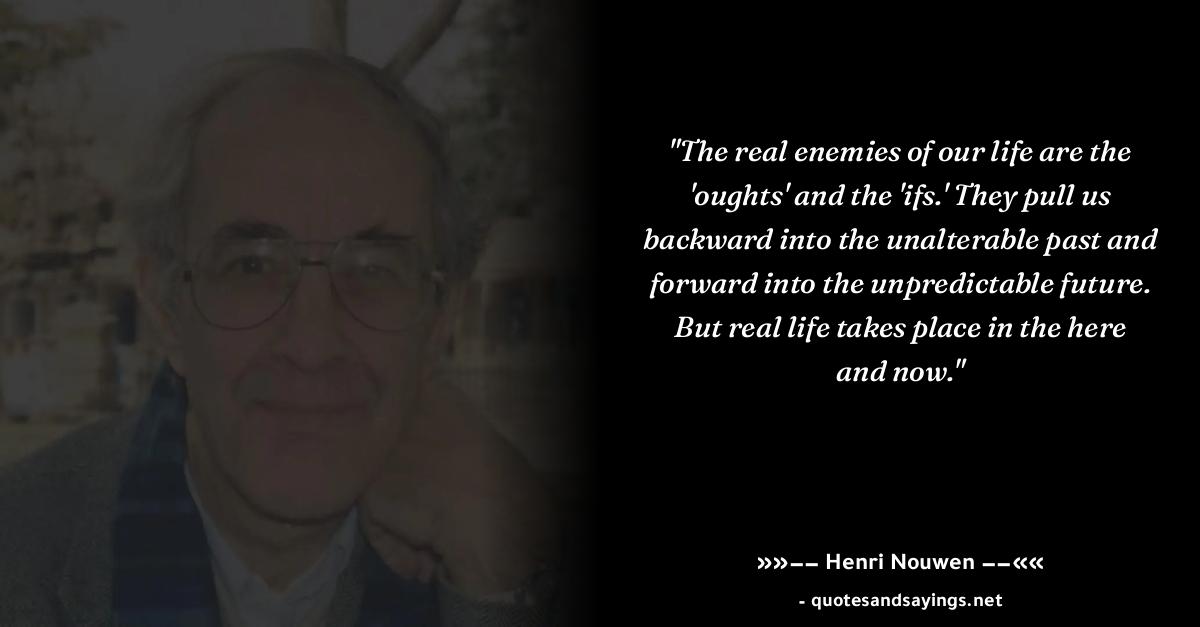 "The real enemies of our life are the
'oughts' and the 'ifs.' They pull us
backward into the unalterable past and
forward into the unpredictable future.
But real life takes place in the here
and now."
»»−− Henri Nouwen −−««
- quotesandsayings.net